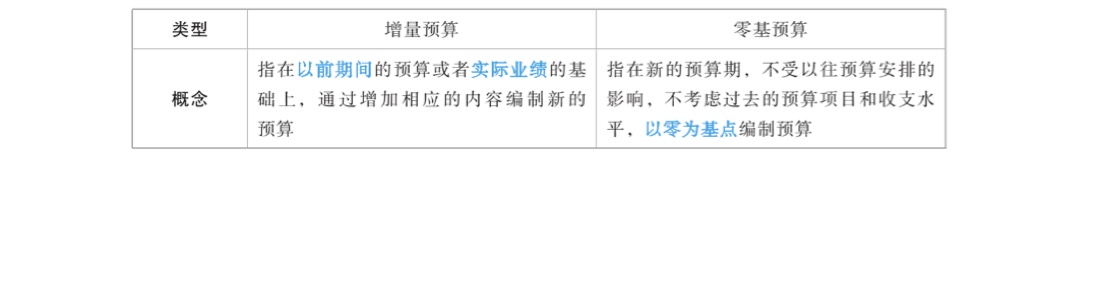 类型 增量预算 零基预算
概念
指在以前期间的预算或者实际业绩的基
础上，通过增加相应的内容编制新的
预算
指在新的预算期，不受以往预算安排的
影响，不考虑过去的预算项目和收支水
平，以零为基点编制预算